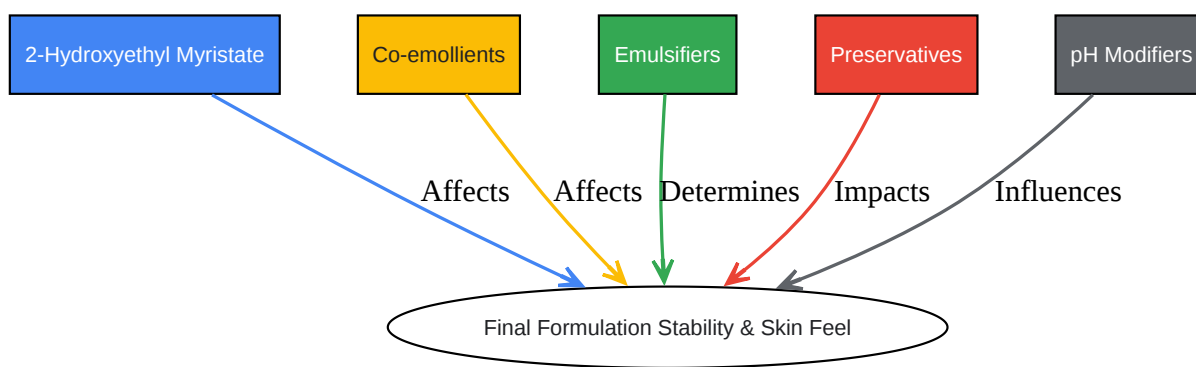 2-Hydroxyethyl Myristate
Co-emollients
Emulsifiers
Preservatives
pH Modifiers
Affects
Affects
Determines
Impacts
Influences
Final Formulation Stability & Skin Feel